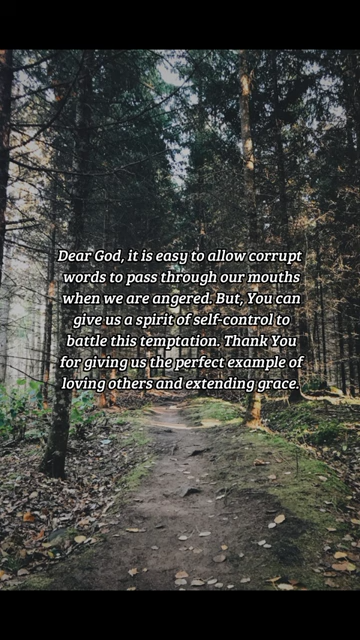 Dear God, it is easy to allow corrupt
words to pass through our mouths
when we are angered. But, You can
give us a spirit of self-control to
battle this temptation. Thank You
for giving us the perfect example of
loving others and extending grace.